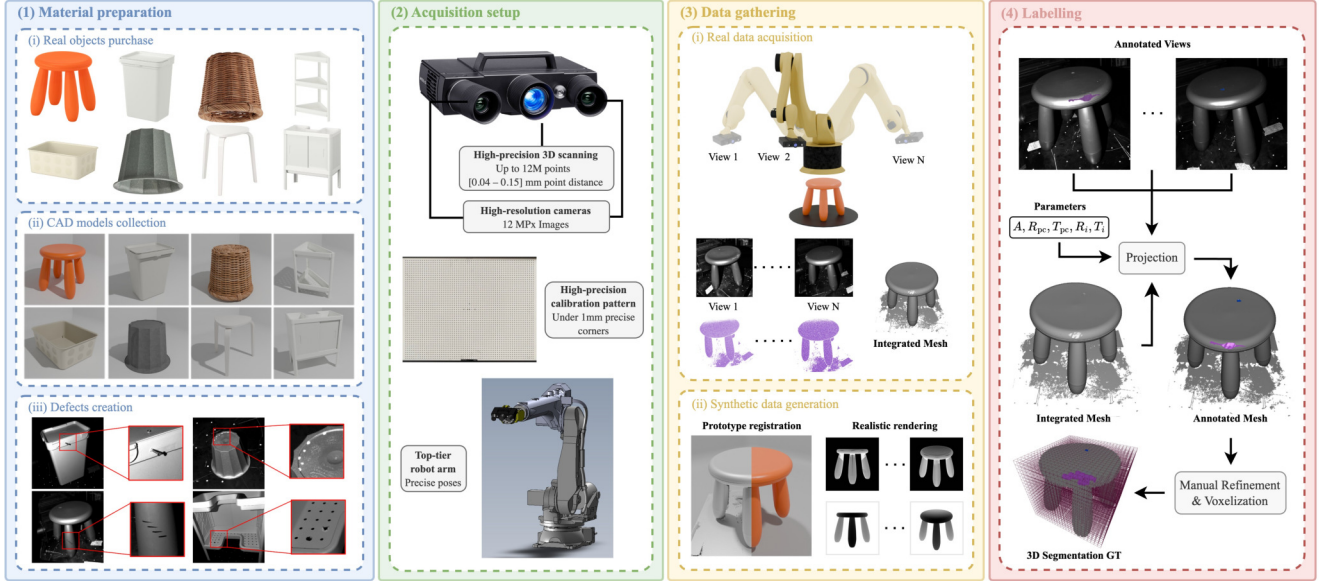 (1) Material preparation
(i) Real objects purchase
(ii) CAD models collection
(iii) Defects creation
(2) Acquisition setup
High-precision 3D scanning
Up to 12M points
[0.04 – 0.15] mm point distance
High-resolution cameras
12 MPx Images
High-precision
calibration pattern
Under 1mm precise
corners
Top-tier
robot arm
Precise poses
(3) Data gathering
(i) Real data acquisition
View 1
View 2
View N
View 1
View N
Integrated Mesh
(ii) Synthetic data generation
Prototype registration
Realistic rendering
(4) Labelling
Annotated Views
Parameters
A, R_pc, T_pc, R_i, T_i
Projection
Integrated Mesh
Annotated Mesh
Manual Refinement
& Voxelization
3D Segmentation GT